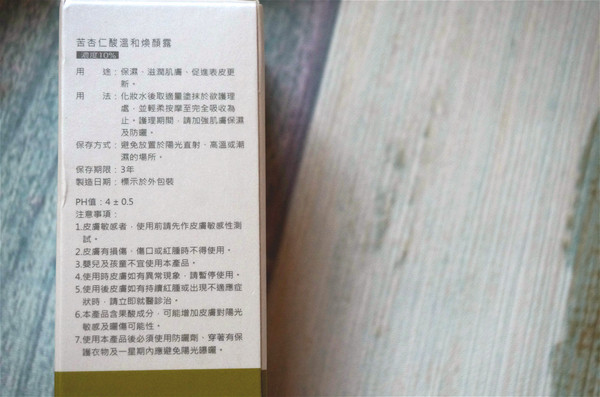 苦杏仁酸溫和煥顏露
濃度10%
用　途：保濕、滋潤肌膚、促進表皮更
新。
用　法：化妝水後取適量塗抹於欲護理
處，並輕柔按摩至完全吸收為
止。護理期間，請加強肌膚保濕
及防曬。
保存方式：避免放置於陽光直射、高溫或潮
濕的場所。
保存期限：3年
製造日期：標示於外包裝
PH值：4 ± 0.5
注意事項：
1.皮膚敏感者，使用前請先作皮膚敏感性測
試。
2.皮膚有損傷，傷口或紅腫時不得使用。
3.嬰兒及孩童不宜使用本產品。
4.使用時皮膚如有異常現象，請暫停使用。
5.使用後皮膚如有持續紅腫或出現不適應症
狀時，請立即就醫診治。
6.本產品含果酸成分，可能增加皮膚對陽光
敏感及曬傷可能性。
7.使用本產品後必須使用防曬劑，穿著有保
護衣物及一星期內應避免陽光曝曬。